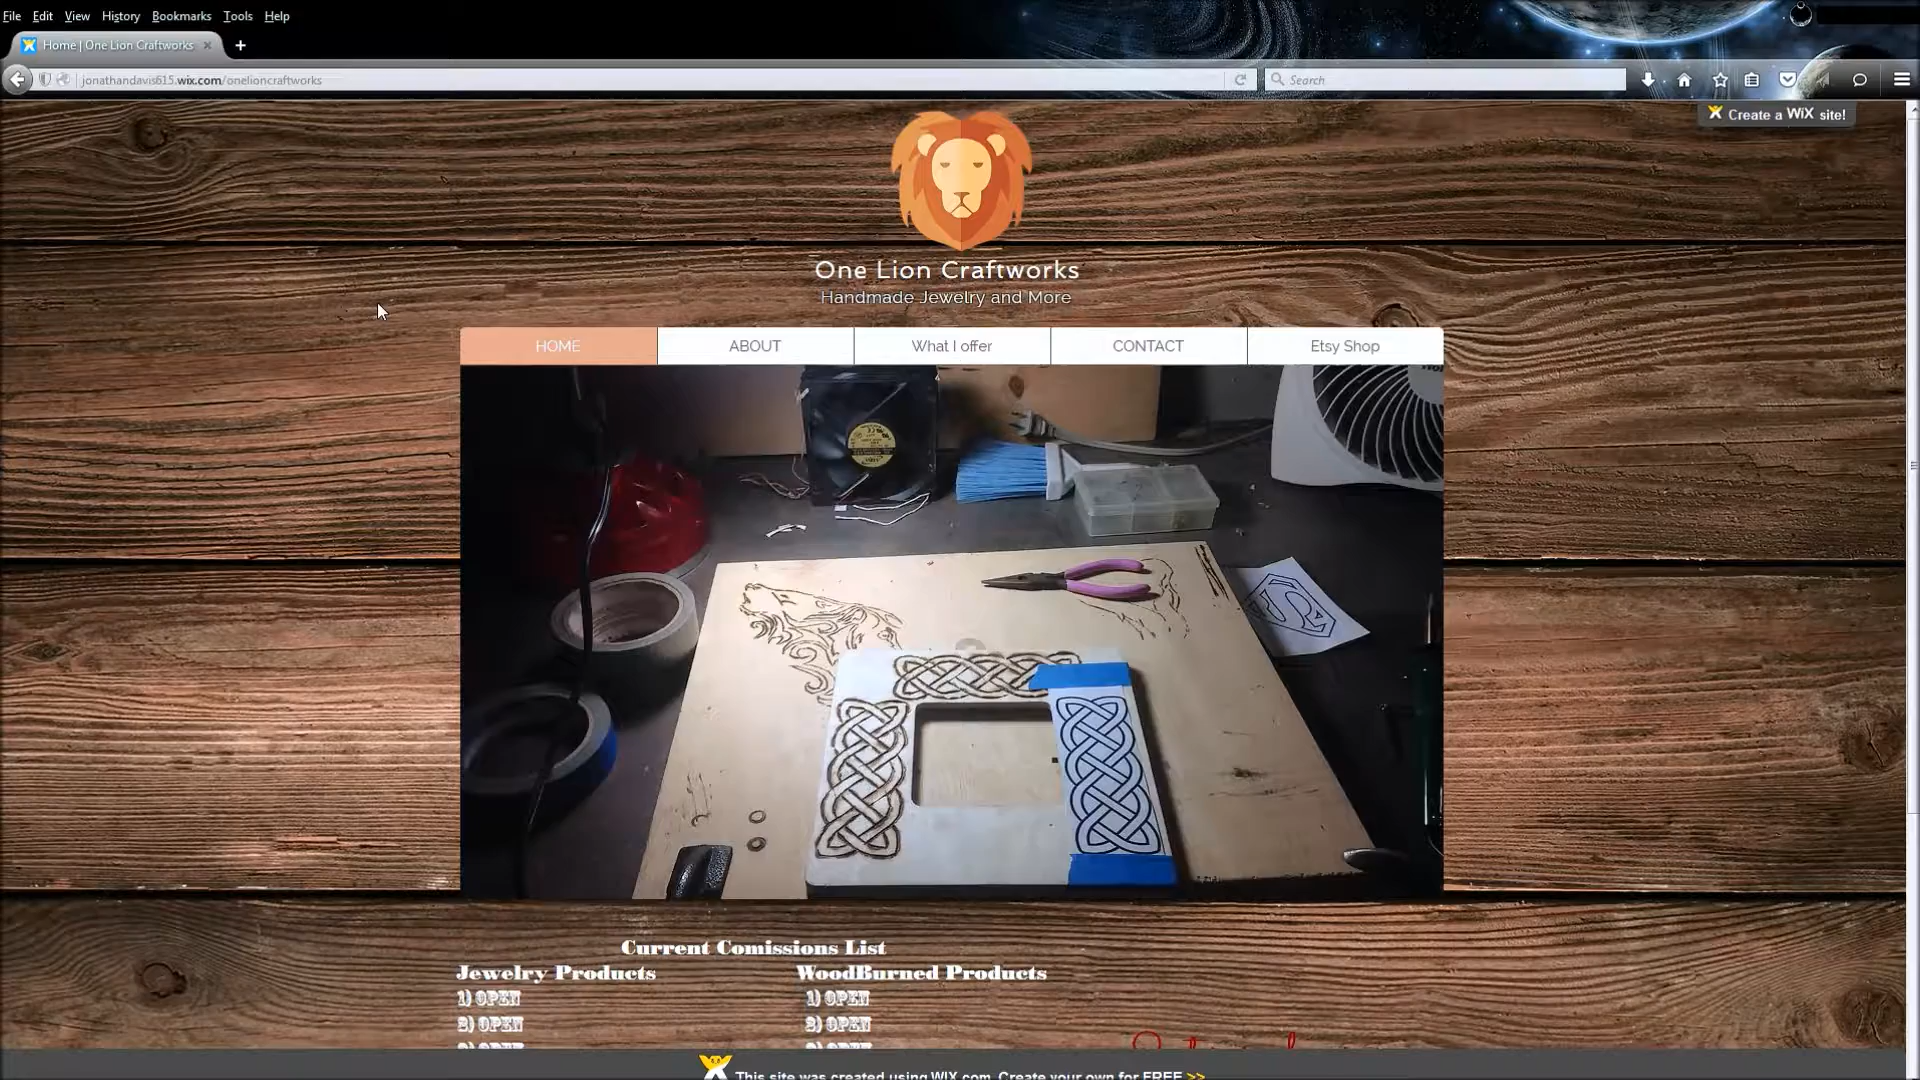 File Edit View History Bookmarks Tools Help
Home | One Lion Craftworks
jonathandavis615.wix.com/onelioncraftworks
Search
Create a WiX site!
One Lion Craftworks
Handmade Jewelry and More
HOME ABOUT What I offer CONTACT Etsy Shop
Current Comissions List
Jewelry Products WoodBurned Products
1) OPEN 1) OPEN
2) OPEN 2) OPEN
This site was created using WIX.com. Create your own for FREE >>